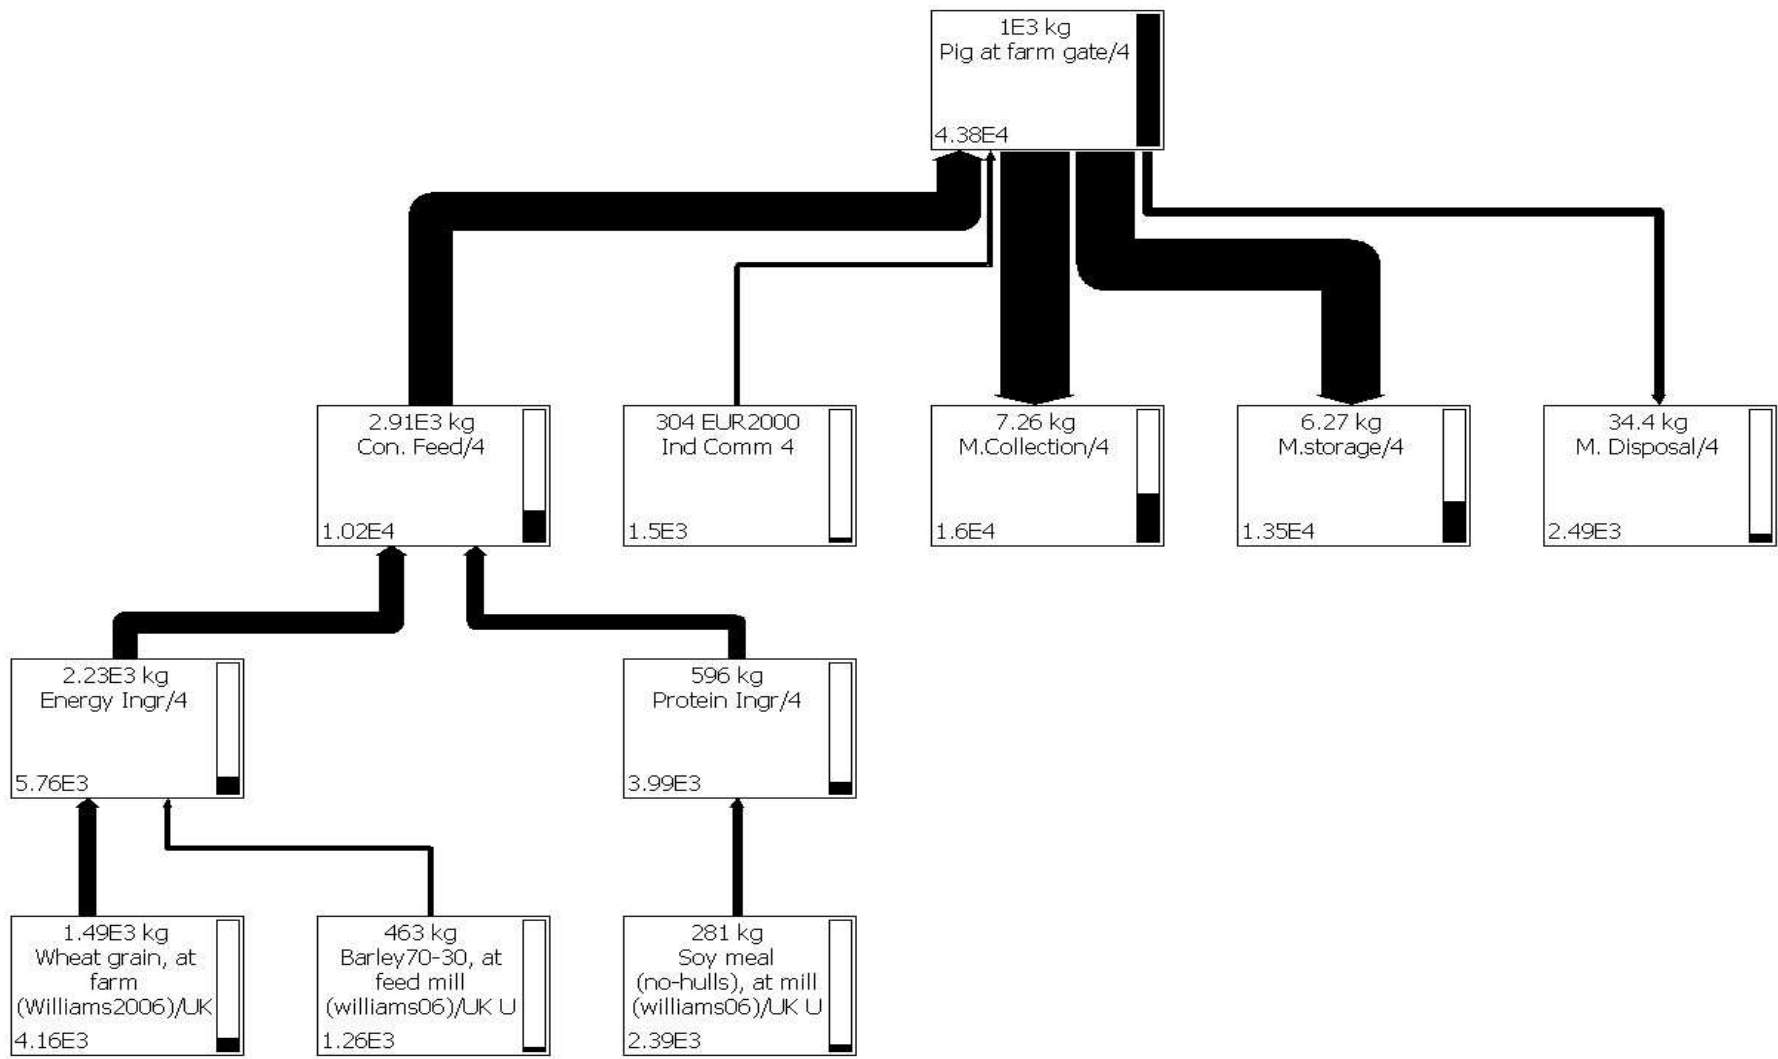 1E3 kg
Pig at farm gate/4
4.38E4
2.91E3 kg
Con. Feed/4
1.02E4
304 EUR2000
Ind Comm 4
1.5E3
7.26 kg
M.Collection/4
1.6E4
6.27 kg
M.storage/4
1.35E4
34.4 kg
M. Disposal/4
2.49E3
2.23E3 kg
Energy Ingr/4
5.76E3
596 kg
Protein Ingr/4
3.99E3
1.49E3 kg
Wheat grain, at
farm
(Williams2006)/UK
4.16E3
463 kg
Barley70-30, at
feed mill
(williams06)/UK U
1.26E3
281 kg
Soy meal
(no-hulls), at mill
(williams06)/UK U
2.39E3